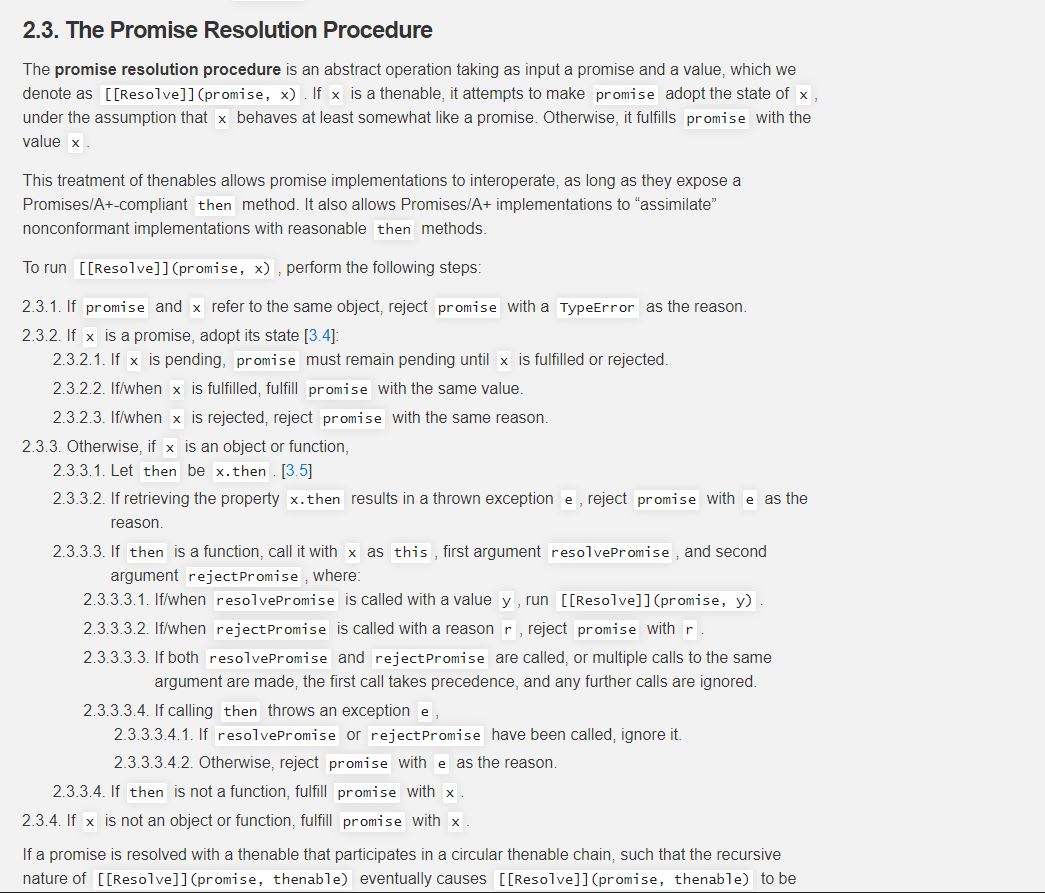 2.3. The Promise Resolution Procedure
The promise resolution procedure is an abstract operation taking as input a promise and a value, which we
denote as [[Resolve]](promise, x) . If x is a thenable, it attempts to make promise adopt the state of x ,
under the assumption that x behaves at least somewhat like a promise. Otherwise, it fulfills promise with the
value x .
This treatment of thenables allows promise implementations to interoperate, as long as they expose a
Promises/A+-compliant then method. It also allows Promises/A+ implementations to “assimilate”
nonconformant implementations with reasonable then methods.
To run [[Resolve]](promise, x) , perform the following steps:
2.3.1. If promise and x refer to the same object, reject promise with a TypeError as the reason.
2.3.2. If x is a promise, adopt its state [3.4]:
2.3.2.1. If x is pending, promise must remain pending until x is fulfilled or rejected.
2.3.2.2. If/when x is fulfilled, fulfill promise with the same value.
2.3.2.3. If/when x is rejected, reject promise with the same reason.
2.3.3. Otherwise, if x is an object or function,
2.3.3.1. Let then be x.then . [3.5]
2.3.3.2. If retrieving the property x.then results in a thrown exception e , reject promise with e as the
reason.
2.3.3.3. If then is a function, call it with x as this , first argument resolvePromise , and second
argument rejectPromise , where:
2.3.3.3.1. If/when resolvePromise is called with a value y , run [[Resolve]](promise, y) .
2.3.3.3.2. If/when rejectPromise is called with a reason r , reject promise with r .
2.3.3.3.3. If both resolvePromise and rejectPromise are called, or multiple calls to the same
argument are made, the first call takes precedence, and any further calls are ignored.
2.3.3.3.4. If calling then throws an exception e ,
2.3.3.3.4.1. If resolvePromise or rejectPromise have been called, ignore it.
2.3.3.3.4.2. Otherwise, reject promise with e as the reason.
2.3.3.4. If then is not a function, fulfill promise with x .
2.3.4. If x is not an object or function, fulfill promise with x .
If a promise is resolved with a thenable that participates in a circular thenable chain, such that the recursive
nature of [[Resolve]](promise, thenable) eventually causes [[Resolve]](promise, thenable) to be